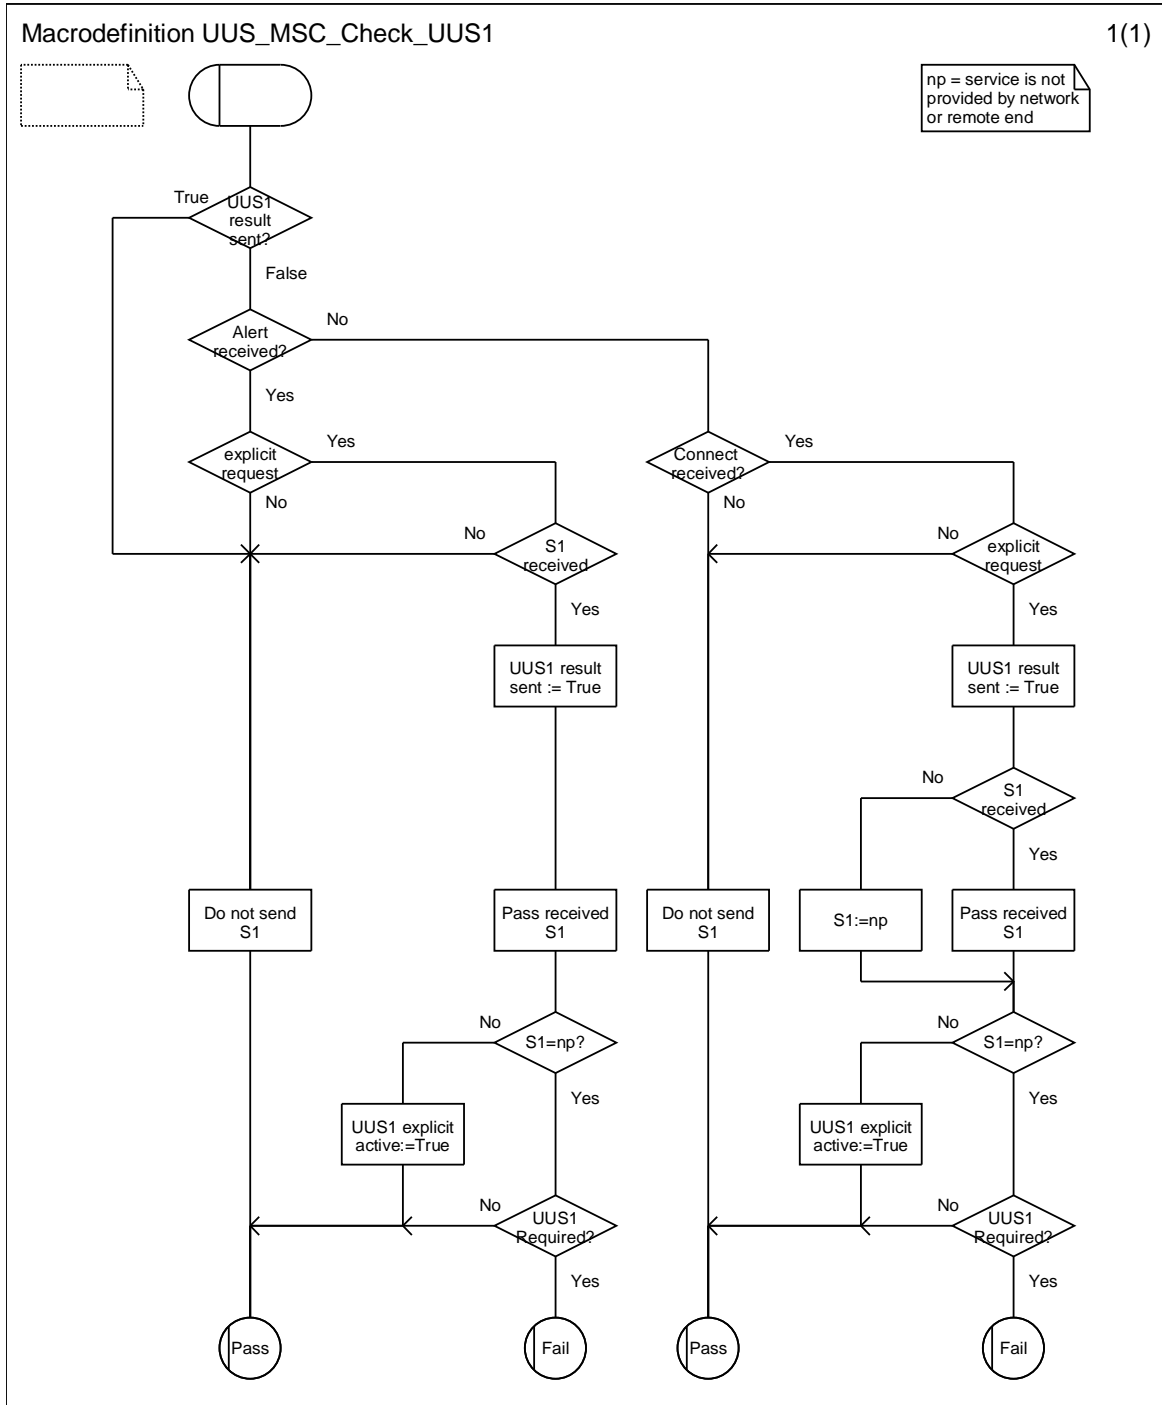 Macrodefinition UUS_MSC_Check_UUS1
1(1)
np = service is not
provided by network
or remote end
True
UUS1
result
sent?
False
Alert
received?
No
Yes
explicit
request
Yes
No
Connect
received?
Yes
No
No
S1
received
Yes
No
explicit
request
Yes
UUS1 result
sent := True
UUS1 result
sent := True
No
S1
received
Yes
Do not send
S1
Pass received
S1
Do not send
S1
S1:=np
Pass received
S1
No
S1=np?
Yes
No
S1=np?
Yes
UUS1 explicit
active:=True
UUS1 explicit
active:=True
No
UUS1
Required?
Yes
No
UUS1
Required?
Yes
Pass
Fail
Pass
Fail